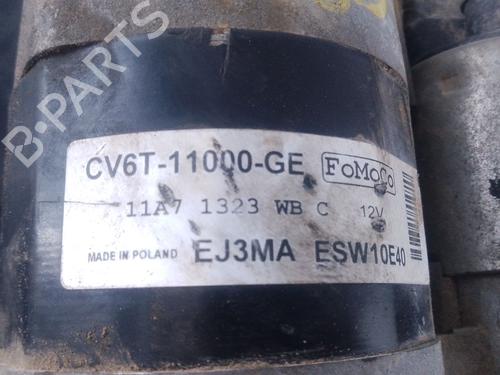 B-PARTS
CV6T-11000-GE FoMoCo
11A7 1323 WB C 12V
MADE IN POLAND EJ3MA ESW10E40